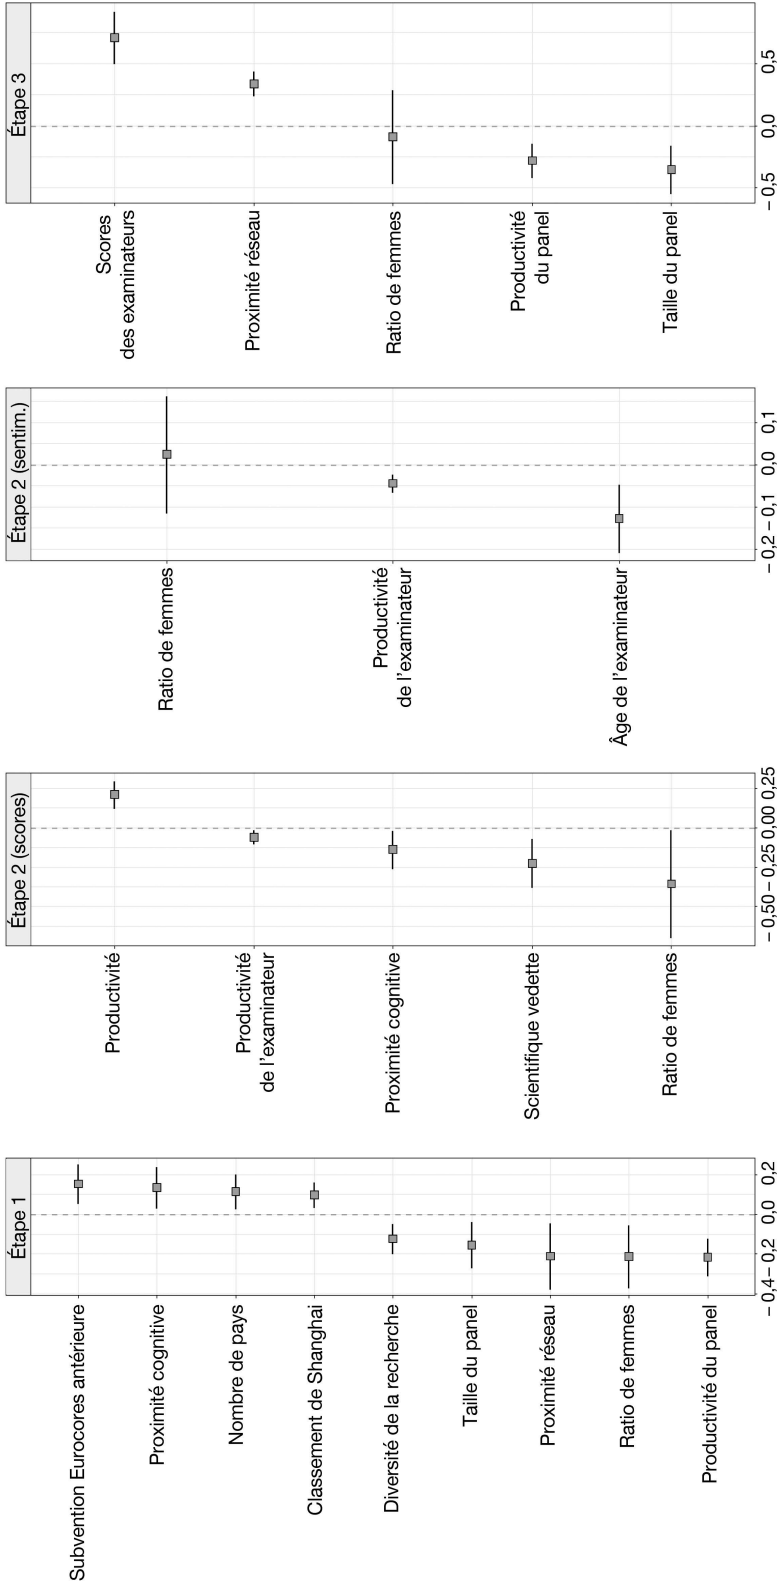 Étape 1
Subvention Eurocores antérieure
Proximité cognitive
Nombre de pays
Classement de Shanghai
Diversité de la recherche
Taille du panel
Proximité réseau
Ratio de femmes
Productivité du panel
– 0,4 – 0,2 0,0 0,2
Étape 2 (scores)
Productivité
Productivité
de l’examinateur
Proximité cognitive
Scientifique vedette
Ratio de femmes
– 0,50 – 0,25 0,00 0,25
Étape 2 (sentim.)
Ratio de femmes
Productivité
de l’examinateur
Âge de l’examinateur
– 0,2 – 0,1 0,0 0,1
Étape 3
Scores
des examinateurs
Proximité réseau
Ratio de femmes
Productivité
du panel
Taille du panel
– 0,5 0,0 0,5